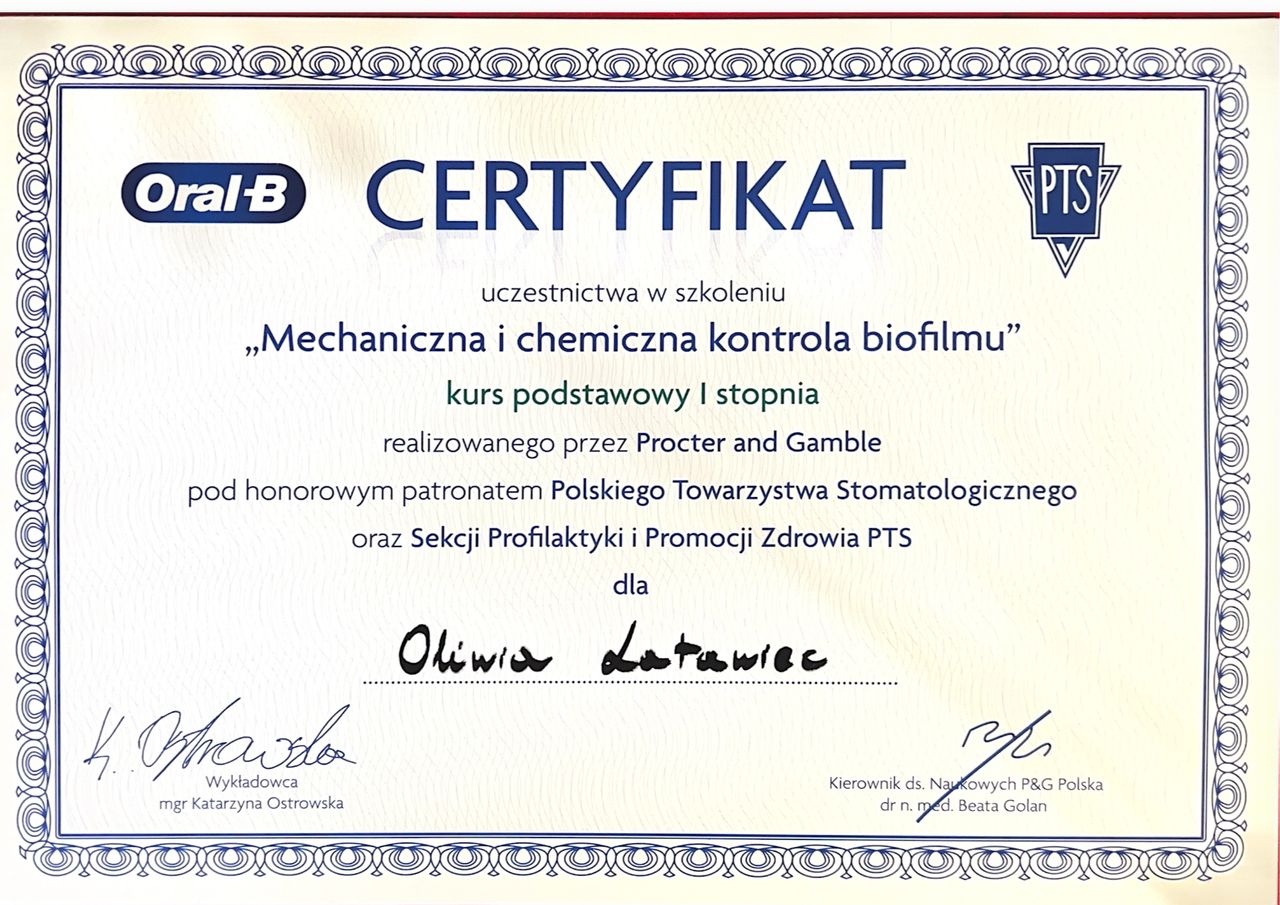 Oral-B
CERTYFIKAT
PTS
uczestnictwa w szkoleniu
„Mechaniczna i chemiczna kontrola biofilmu”
kurs podstawowy I stopnia
realizowanego przez Procter and Gamble
pod honorowym patronatem Polskiego Towarzystwa Stomatologicznego
oraz Sekcji Profilaktyki i Promocji Zdrowia PTS
dla
Oliwia Latawiec
K. Ostrowska
Wykładowca
mgr Katarzyna Ostrowska
Kierownik ds. Naukowych P&G Polska
dr n. med. Beata Golan